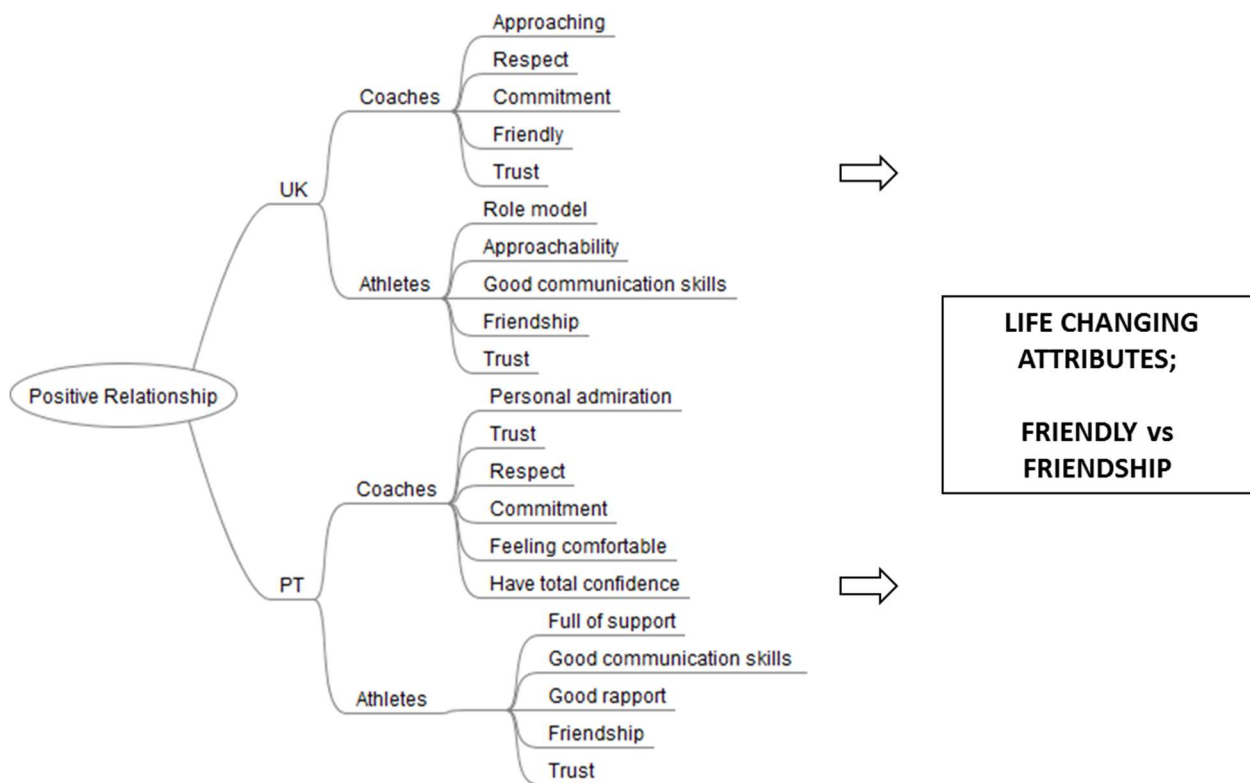 Positive Relationship
UK
Coaches
Approaching
Respect
Commitment
Friendly
Trust
Athletes
Role model
Approachability
Good communication skills
Friendship
Trust
PT
Coaches
Personal admiration
Trust
Respect
Commitment
Feeling comfortable
Have total confidence
Athletes
Full of support
Good communication skills
Good rapport
Friendship
Trust
LIFE CHANGING
ATTRIBUTES;
FRIENDLY vs
FRIENDSHIP